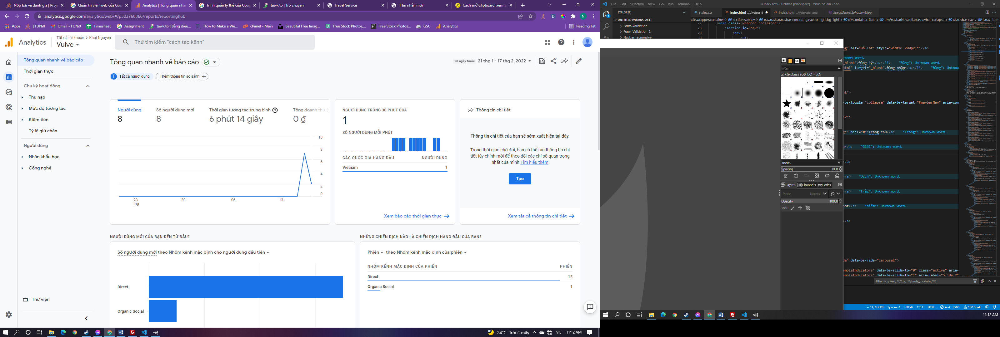 Nộp bài và đánh giá | Proje
Quản trị viên web của Goo
Analytics | Tổng quan nhan
Trình quản lý thẻ của Goog
tawk.to | Trò chuyện
Travel Service
1 tin nhắn mới
Cách mở Clipboard, xem v
analytics.google.com/analytics/web/#/p303768366/reports/reportinghub
Apps | FUNiX Gmail - FUNiX Timesheet Assignment tawk.to | Bảng điều... How to Make a We... cPanel - Main Beautiful Free Imag... Free Stock Photos,... Free Stock Photos... GSC Analytics Reading list
Analytics
Tất cả tài khoản > Khoi Nguyen
Vuive
Thử tìm kiếm "cách tạo kênh"
Tổng quan nhanh về báo cáo
Thời gian thực
Chu kỳ hoạt động
Thu nạp
Mức độ tương tác
Kiếm tiền
Tỷ lệ giữ chân
Người dùng
Nhân khẩu học
Công nghệ
Thư viện
Tổng quan nhanh về báo cáo
28 ngày trước 21 thg 1 - 17 thg 2, 2022
T Tất cả người dùng
Thêm thông tin so sánh
Người dùng
8
Số người dùng mới
8
Thời gian tương tác trung bình
6 phút 14 giây
Tổng doanh thu
0 ₫
10
8
6
4
2
0
23
thg
30
06
13
NGƯỜI DÙNG TRONG 30 PHÚT QUA
1
SỐ NGƯỜI DÙNG MỖI PHÚT
CÁC QUỐC GIA HÀNG ĐẦU NGƯỜI DÙNG
Vietnam 1
Xem báo cáo thời gian thực
Thông tin chi tiết
Thông tin chi tiết của bạn sẽ sớm xuất hiện tại đây.
Trong thời gian chờ đợi, bạn có thể tạo thông tin chi
tiết tùy chỉnh mới để theo dõi các chỉ số quan trọng
nhất của mình.Tìm hiểu thêm
Tạo
Xem tất cả thông tin chi tiết
NGƯỜI DÙNG MỚI CỦA BẠN ĐẾN TỪ ĐÂU?
Số người dùng mới theo Nhóm kênh mặc định cho người dùng đầu tiên
Direct
Organic Social
NHỮNG CHIẾN DỊCH NÀO LÀ CHIẾN DỊCH HÀNG ĐẦU CỦA BẠN?
Phiên theo Nhóm kênh mặc định của phiên
NHÓM KÊNH MẶC ĐỊNH CỦA PHIÊN PHIÊN
Direct 15
Organic Social 1
24°C Trời ít mây VIE 11:12 AM
File Edit Selection View Go Run Terminal Help
index.html - Untitled (Workspace) - Visual Studio Code
EXPLORER
styles.css
index.html ...\Project_4
index.html ...\Fairytale-land
kpeyd3wjeestohqbjvrn9j.jpg
UNTITLED (WORKSPACE)
main.wrapper.container > section.subnav > nav.navbar.navbar-expand-lg.navbar-light.bg-light > div.container-fluid > div#navbarNav.collapse.navbar-collapse > ul.navbar-nav > li.nav-item
Form-Validation
Form-Validation-2
Navbar-responsive
27 <main class="wrapper container">
28 <section id="nav">
29 <nav>
30 <ul>
ng" alt="Đà Lạt" style="width: 200px;"></a>
known word.
_blank">Đăng ký</a></li> "Đăng": Unknown word.
html" target="_blank">Đăng nhập</a></li> "Đăng": Unknow
nt">
-bs-toggle="collapse" data-bs-target="#navbarNav" aria-con
av">
ge" href="#">Trang chủ</a> "Trang": Unknown word.
u</a> "Giới": Unknown word.
</a>
</a> "Dịch": Unknown word.
</a> "Trải": Unknown word.
hot</a> "điểm": Unknown word.
</a>
de" data-bs-ride="carousel">
ampleIndicators" data-bs-slide-to="0" class="active" aria-
ampleIndicators" data-bs-slide-to="1" aria-label="Slide 2"
Filter (e.g. text, **/*.ts, !**/node_modules/**)
filter
2. Hardness 050 (51 × 51)
Basic,
Spacing 10.0
Layers Channels Paths
Mode Normal
Opacity 100.0
Lock:
Ln 53, Col 28 Spaces: 4 UTF-8 CRLF HTML Port : 5500 100 Spell
11:12 AM